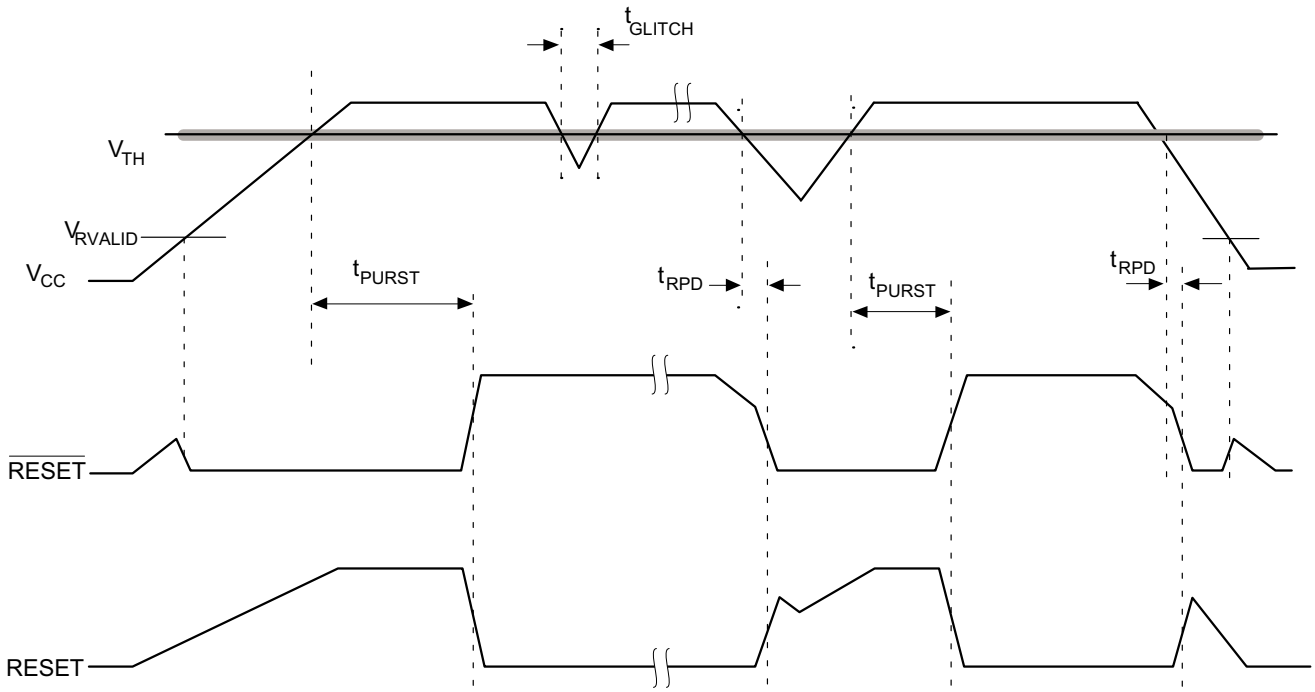 tGLITCH
VTH
VRVALID
VCC
tPURST
tRPD
tPURST
tRPD
RESET
RESET